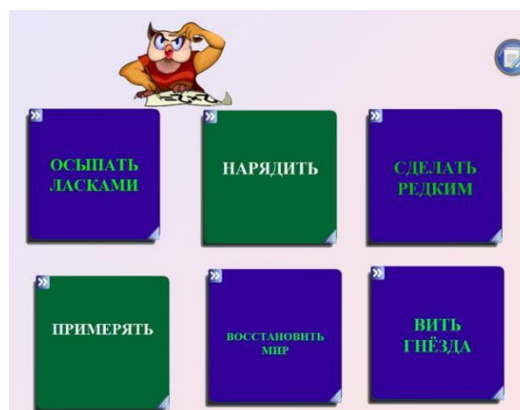 ОСЫПАТЬ
ЛАСКАМИ
НАРЯДИТЬ
СДЕЛАТЬ
РЕДКИМ
ПРИМЕРЯТЬ
ВОССТАНОВИТЬ
МИР
ВИТЬ
ГНЁЗДА